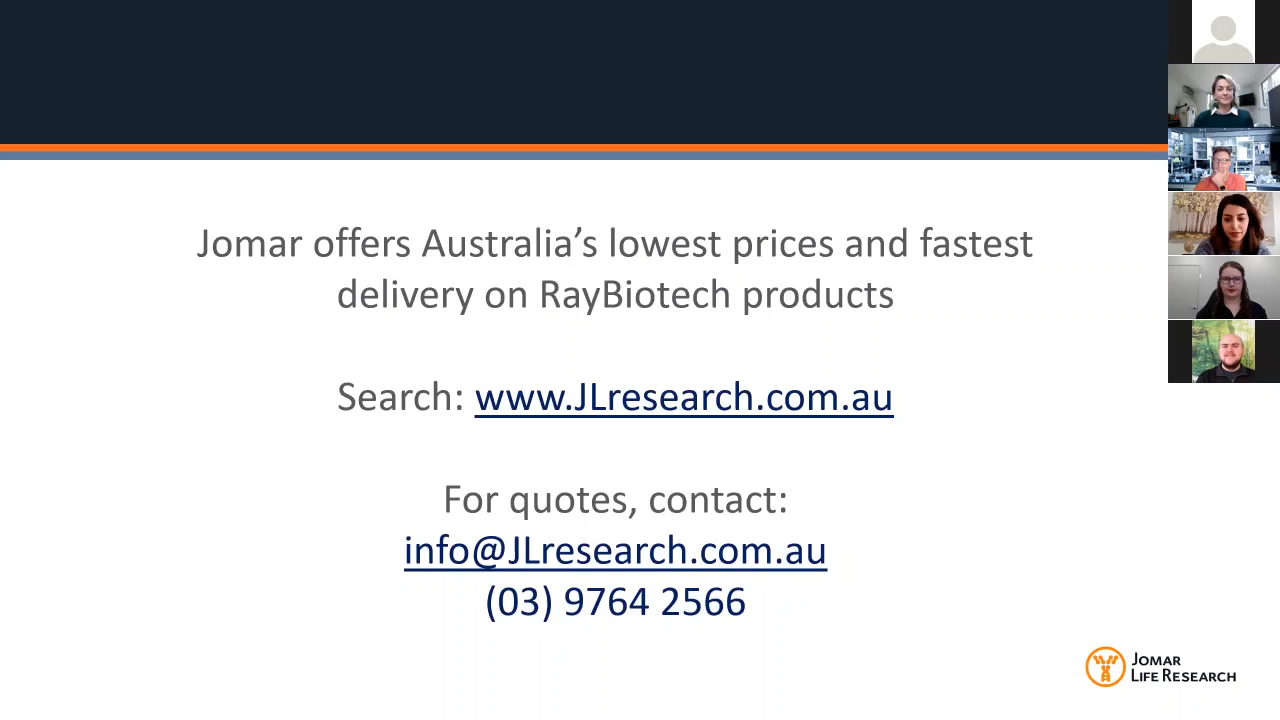 Jomar offers Australia’s lowest prices and fastest
delivery on RayBiotech products
Search: www.JLresearch.com.au
For quotes, contact:
info@JLresearch.com.au
(03) 9764 2566
JOMAR
LIFE RESEARCH